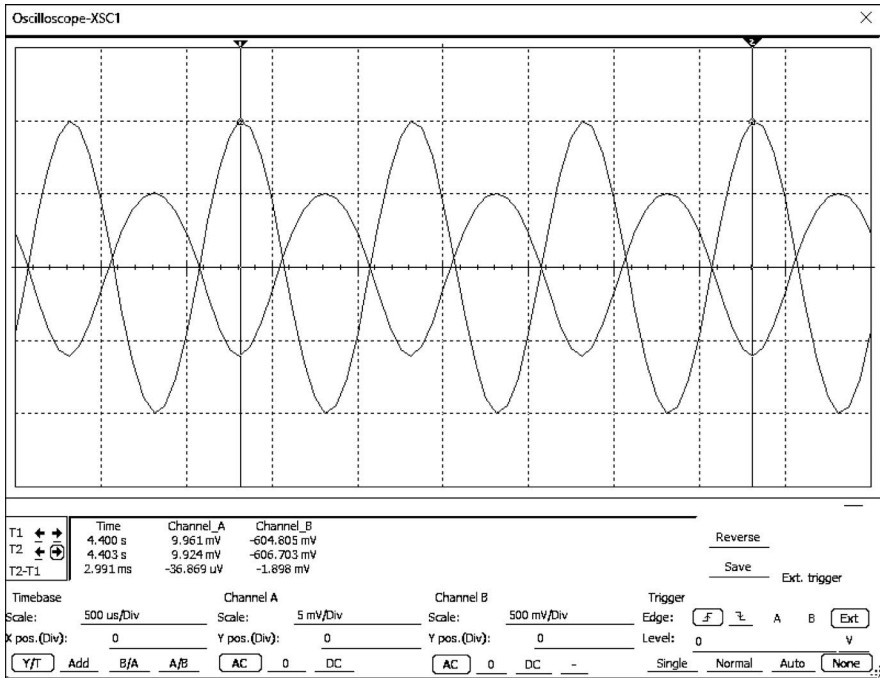 Oscilloscope-XSC1
1 2
Time Channel_A Channel_B
T1 4.400 s 9.961 mV -604.805 mV
T2 4.403 s 9.924 mV -606.703 mV
T2-T1 2.991 ms -36.869 uV -1.898 mV
Reverse
Save
Ext. trigger
Timebase Channel A Channel B Trigger
Scale: 500 us/Div Scale: 5 mV/Div Scale: 500 mV/Div Edge: A B Ext
X pos.(Div): 0 Y pos.(Div): 0 Y pos.(Div): 0 Level: 0 V
Y/T Add B/A A/B AC 0 DC AC 0 DC - Single Normal Auto None